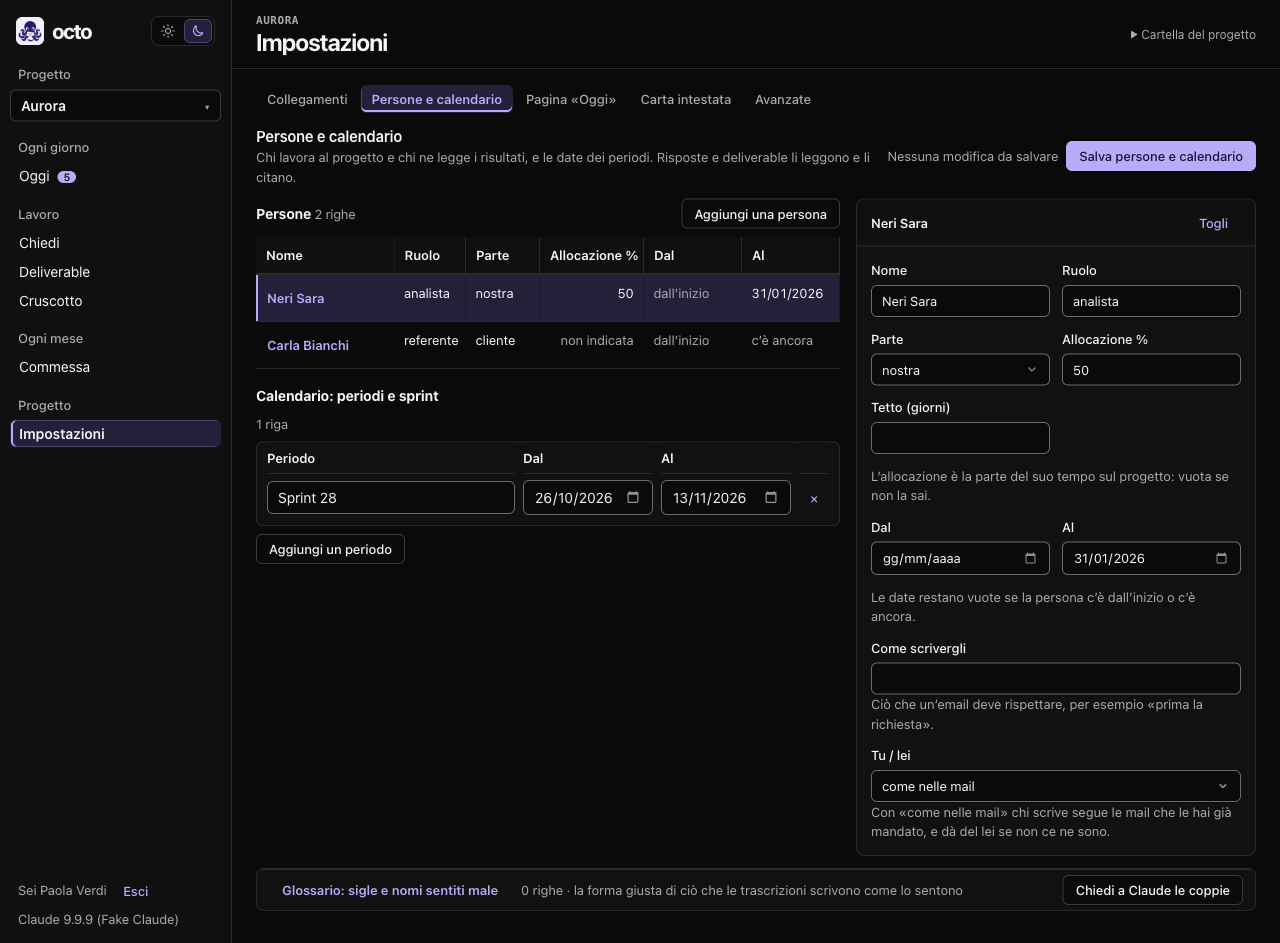 octo
Progetto
Aurora
Ogni giorno
Oggi 5
Lavoro
Chiedi
Deliverable
Cruscotto
Ogni mese
Commessa
Progetto
Impostazioni
Sei Paola Verdi Esci
Claude 9.9.9 (Fake Claude)
AURORA
Impostazioni
Cartella del progetto
Collegamenti Persone e calendario Pagina «Oggi» Carta intestata Avanzate
Persone e calendario
Chi lavora al progetto e chi ne legge i risultati, e le date dei periodi. Risposte e deliverable li leggono e li
citano.
Nessuna modifica da salvare Salva persone e calendario
Persone 2 righe Aggiungi una persona
Nome Ruolo Parte Allocazione % Dal Al
Neri Sara analista nostra 50 dall’inizio 31/01/2026
Carla Bianchi referente cliente non indicata dall’inizio c’è ancora
Calendario: periodi e sprint
1 riga
Periodo Dal Al
Sprint 28 26/10/2026 13/11/2026 ×
Aggiungi un periodo
Neri Sara Togli
Nome Ruolo
Neri Sara analista
Parte Allocazione %
nostra 50
Tetto (giorni)
L’allocazione è la parte del suo tempo sul progetto: vuota se
non la sai.
Dal Al
gg/mm/aaaa 31/01/2026
Le date restano vuote se la persona c’è dall’inizio o c’è
ancora.
Come scrivergli
Ciò che un’email deve rispettare, per esempio «prima la
richiesta».
Tu / lei
come nelle mail
Con «come nelle mail» chi scrive segue le mail che le hai già
mandato, e dà del lei se non ce ne sono.
Glossario: sigle e nomi sentiti male 0 righe · la forma giusta di ciò che le trascrizioni scrivono come lo sentono Chiedi a Claude le coppie